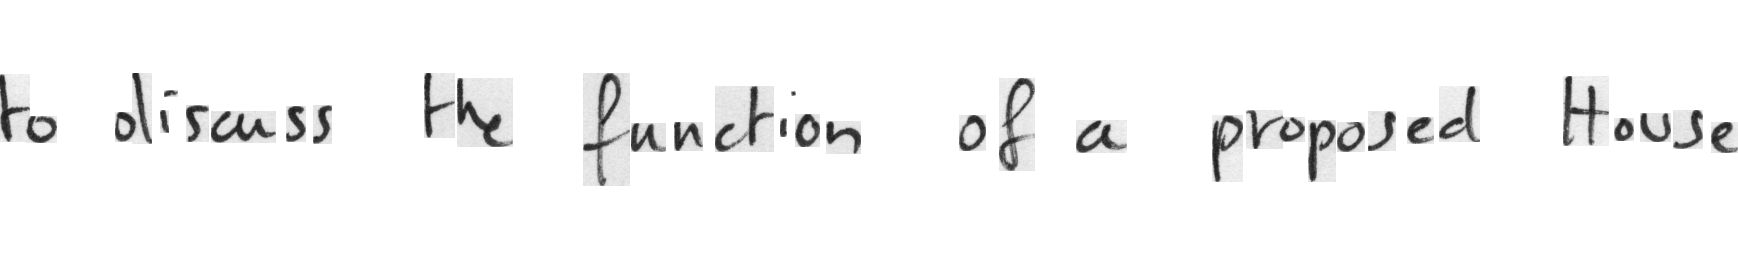 to discuss the function of a proposed House